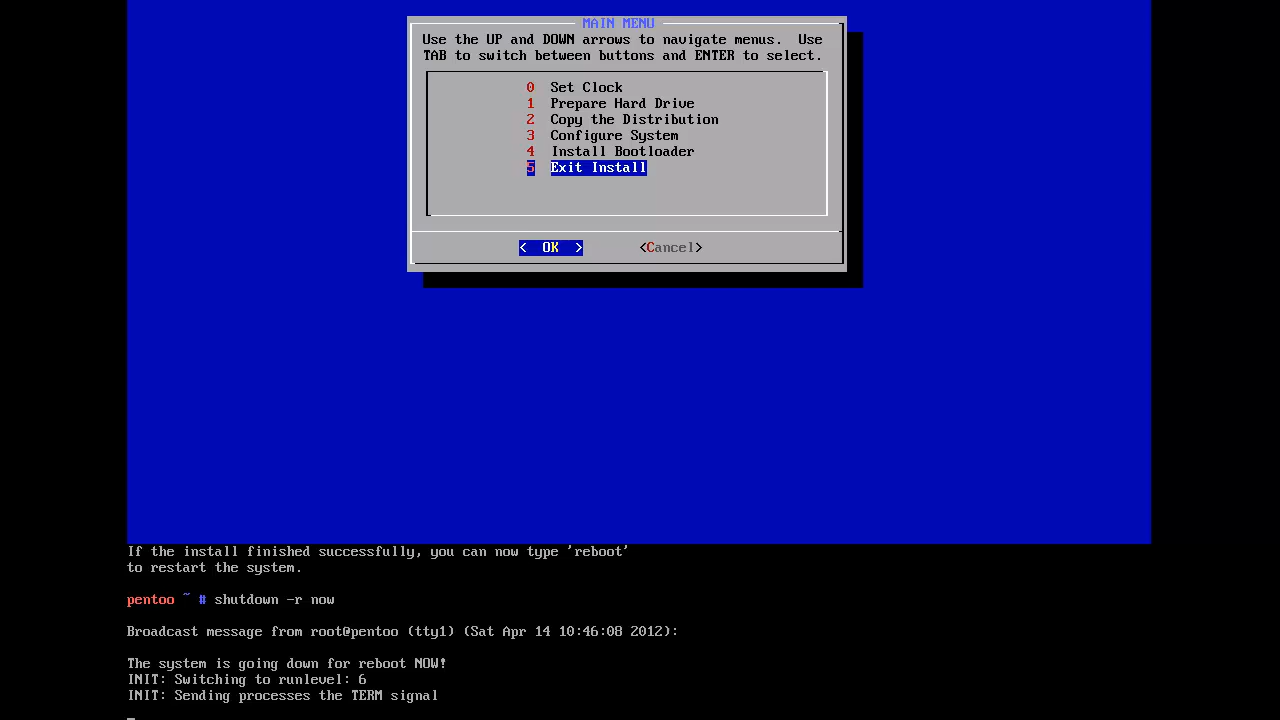 MAIN MENU
Use the UP and DOWN arrows to navigate menus.  Use
TAB to switch between buttons and ENTER to select.
0  Set Clock
1  Prepare Hard Drive
2  Copy the Distribution
3  Configure System
4  Install Bootloader
5  Exit Install
<  OK  >       <Cancel>
If the install finished successfully, you can now type 'reboot'
to restart the system.
pentoo ~ # shutdown -r now
Broadcast message from root@pentoo (tty1) (Sat Apr 14 10:46:08 2012):
The system is going down for reboot NOW!
INIT: Switching to runlevel: 6
INIT: Sending processes the TERM signal